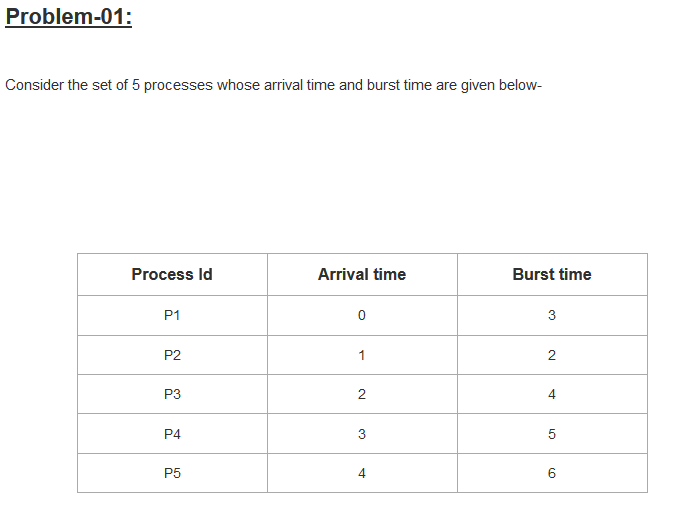 Problem-01:
Consider the set of 5 processes whose arrival time and burst time are given below-
Process Id Arrival time Burst time
P1 0 3
P2 1 2
P3 2 4
P4 3 5
P5 4 6